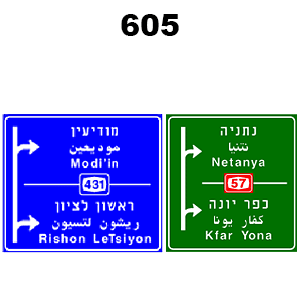 605
מודיעין
موديعين
Modi'in
431
ראשון לציון
ريشون لتسيون
Rishon LeTsiyon
נתניה
نتنيا
Netanya
57
כפר יונה
كفار يونا
Kfar Yona